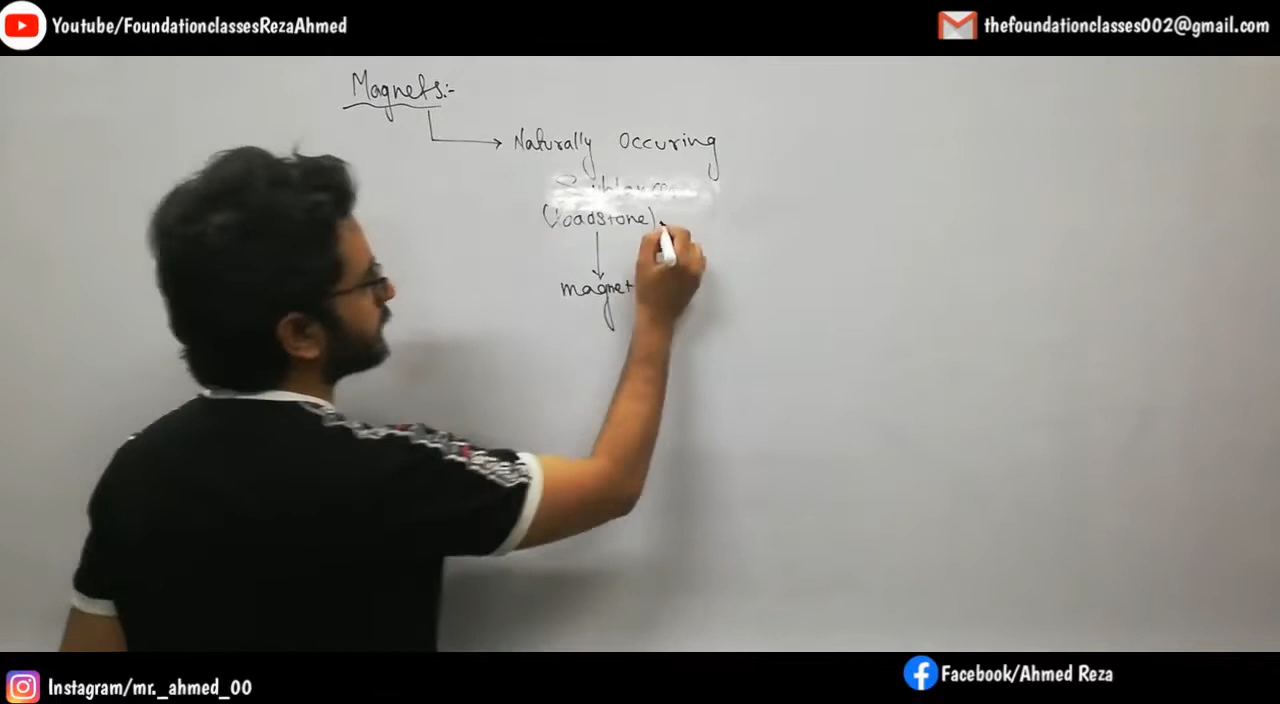 Youtube/FoundationclassesRezaAhmed
thefoundationclasses002@gmail.com
Magnets:-
Naturally Occuring
(Loadstone)
magnet
Instagram/mr._ahmed_00
Facebook/Ahmed Reza